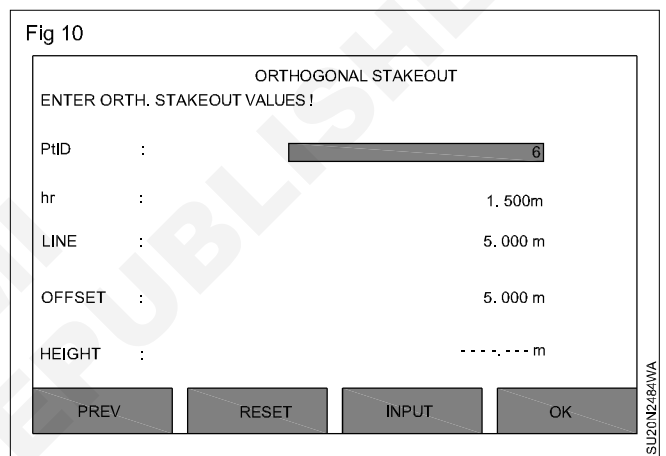 Fig 10
ORTHOGONAL STAKEOUT
ENTER ORTH. STAKEOUT VALUES !
PtID : 6
hr : 1. 500m
LINE : 5. 000 m
OFFSET : 5. 000 m
HEIGHT : - - - -. - - - m
PREV RESET INPUT OK
SU20N2484WA